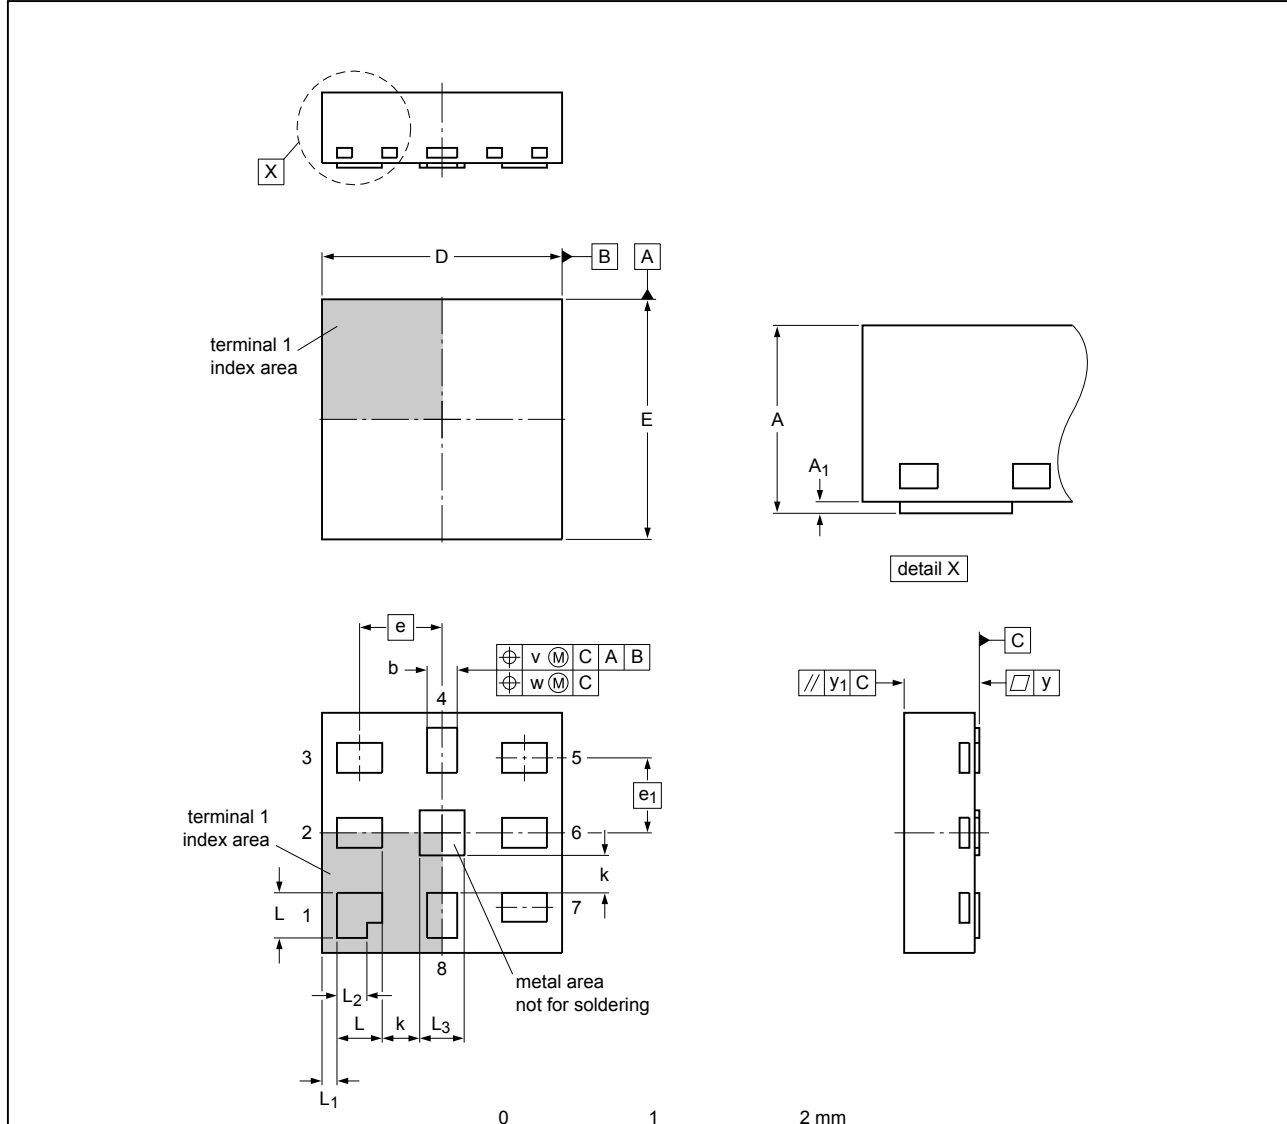 X
D
B
A
terminal 1
index area
E
A
A1
detail X
e
b
v M C A B
w M C
4
3
5
e1
terminal 1
index area
2
6
k
L
1
7
8
metal area
not for soldering
L2
L
k
L3
L1
C
y1 C
y
0 1 2 mm